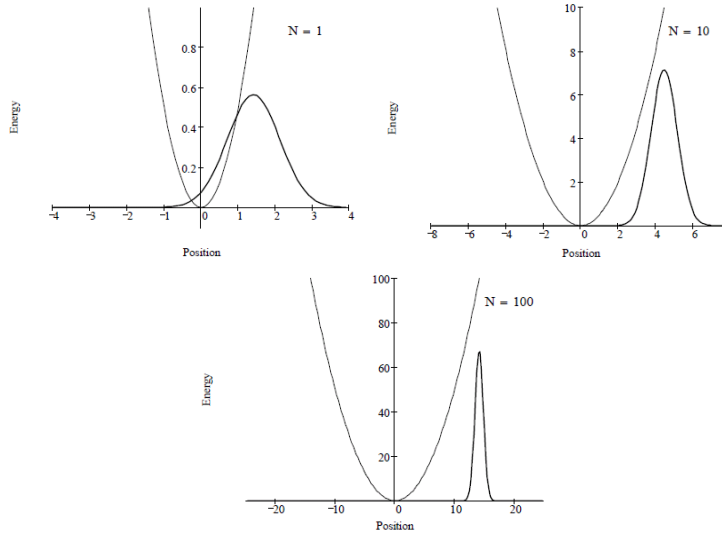 N = 1
0.8
0.6
0.4
0.2
Energy
−4 −3 −2 −1 0 1 2 3 4
Position
10
N = 10
8
6
4
2
Energy
−8 −6 −4 −2 0 2 4 6
Position
100
N = 100
80
60
40
20
Energy
−20 −10 0 10 20
Position